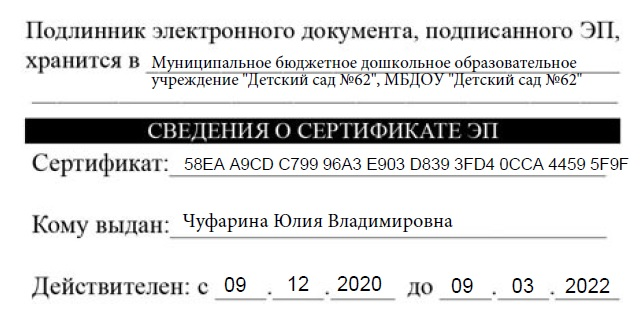 Подлинник электронного документа, подписанного ЭП,
хранится в Муниципальное бюджетное дошкольное образовательное
учреждение "Детский сад №62", МБДОУ "Детский сад №62"
СВЕДЕНИЯ О СЕРТИФИКАТЕ ЭП
Сертификат: 58EA A9CD C799 96A3 E903 D839 3FD4 0CCA 4459 5F9F
Кому выдан: Чуфарина Юлия Владимировна
Действителен: с 09 . 12 . 2020 до 09 . 03 . 2022